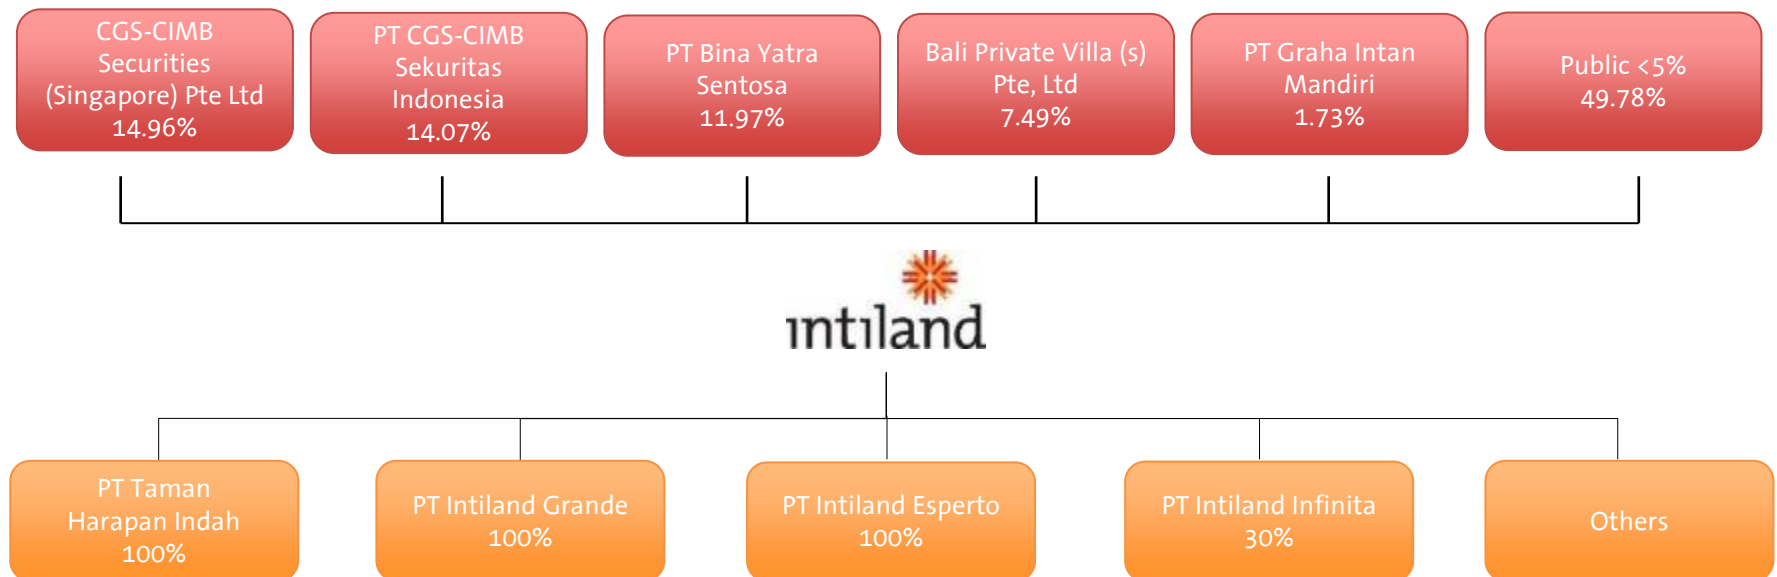 CGS-CIMB
Securities
(Singapore) Pte Ltd
14.96%
PT CGS-CIMB
Sekuritas
Indonesia
14.07%
PT Bina Yatra
Sentosa
11.97%
Bali Private Villa (s)
Pte, Ltd
7.49%
PT Graha Intan
Mandiri
1.73%
Public <5%
49.78%
intiland
PT Taman
Harapan Indah
100%
PT Intiland Grande
100%
PT Intiland Esperto
100%
PT Intiland Infinita
30%
Others